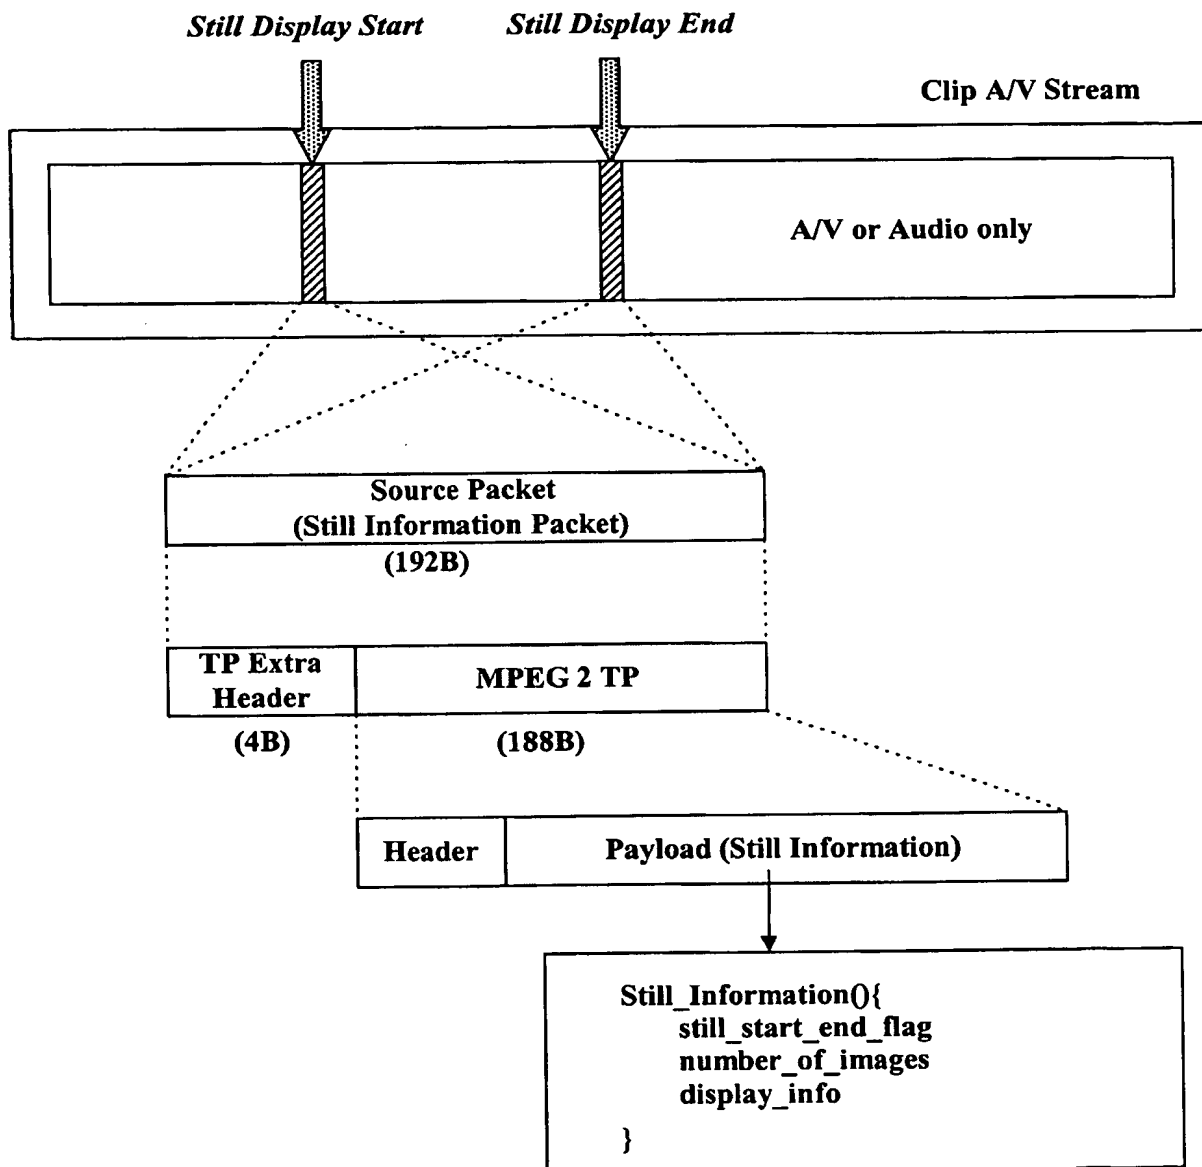 Still Display Start
Still Display End
Clip A/V Stream
A/V or Audio only
Source Packet
(Still Information Packet)
(192B)
TP Extra
Header
MPEG 2 TP
(4B)
(188B)
Header
Payload (Still Information)
Still_Information(){
still_start_end_flag
number_of_images
display_info
}